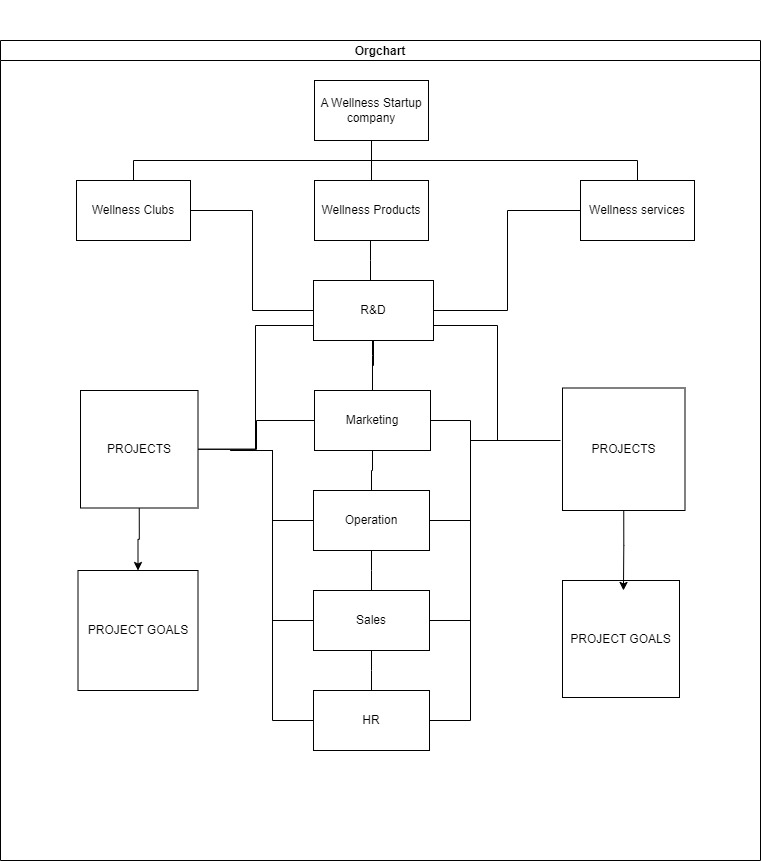 Orgchart
A Wellness Startup
company
Wellness Clubs
Wellness Products
Wellness services
R&D
Marketing
PROJECTS
PROJECTS
Operation
Sales
PROJECT GOALS
PROJECT GOALS
HR